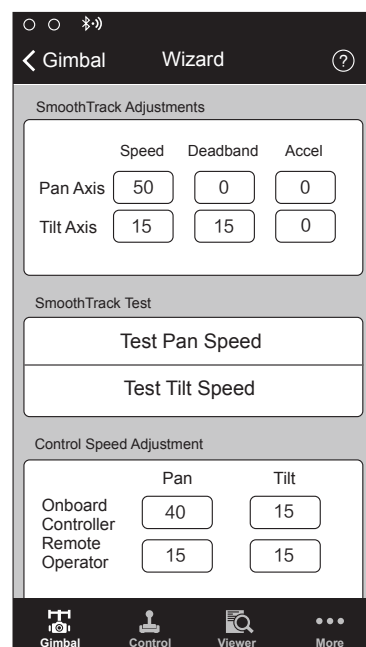 Gimbal Wizard ?
SmoothTrack Adjustments
Speed Deadband Accel
Pan Axis 50 0 0
Tilt Axis 15 15 0
SmoothTrack Test
Test Pan Speed
Test Tilt Speed
Control Speed Adjustment
Pan Tilt
Onboard
Controller 40 15
Remote
Operator 15 15
Gimbal Control Viewer More